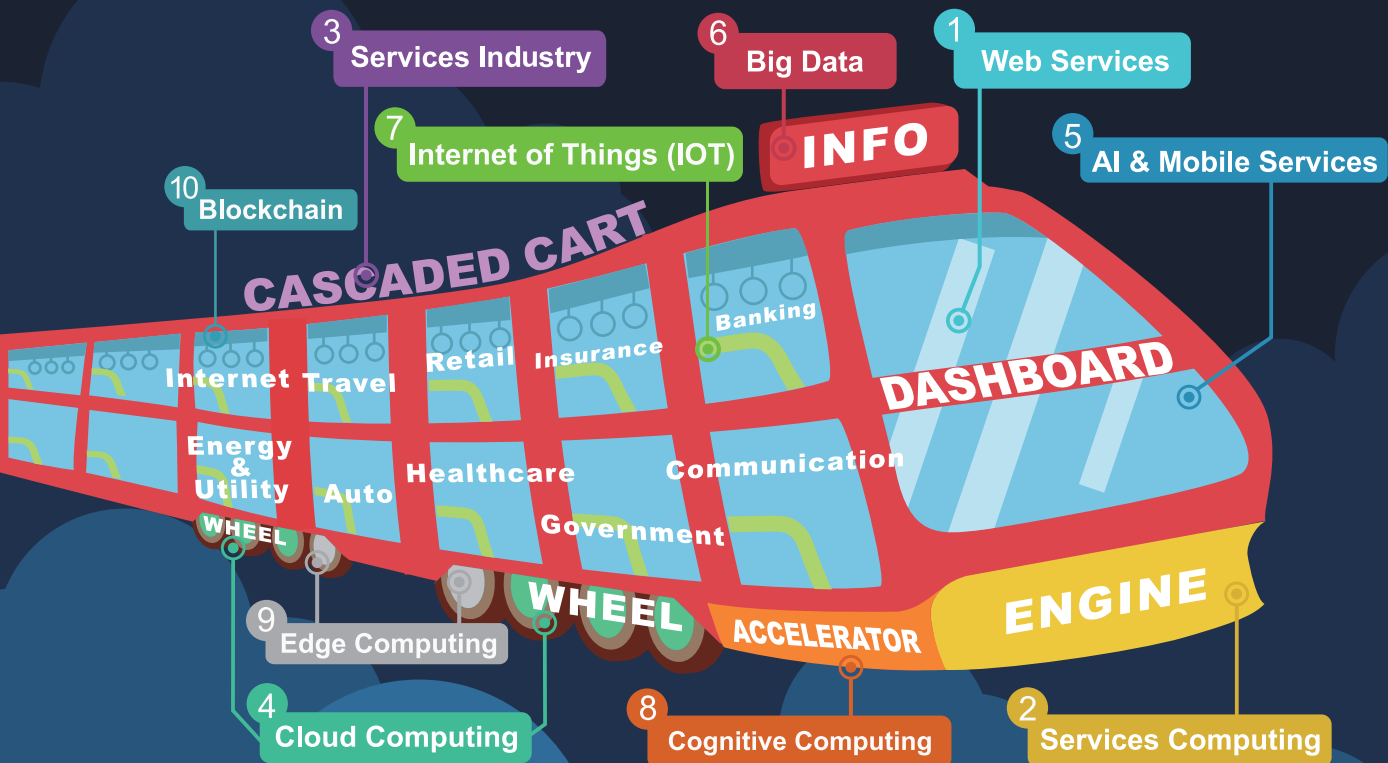 3
Services Industry
6
Big Data
1
Web Services
7
Internet of Things (IOT)
INFO
5
AI & Mobile Services
10
Blockchain
CASCADED CART
Banking
Insurance
Retail
Travel
Internet
DASHBOARD
Energy
&
Utility
Auto
Healthcare
Government
Communication
WHEEL
WHEEL
ACCELERATOR
ENGINE
9
Edge Computing
4
Cloud Computing
8
Cognitive Computing
2
Services Computing